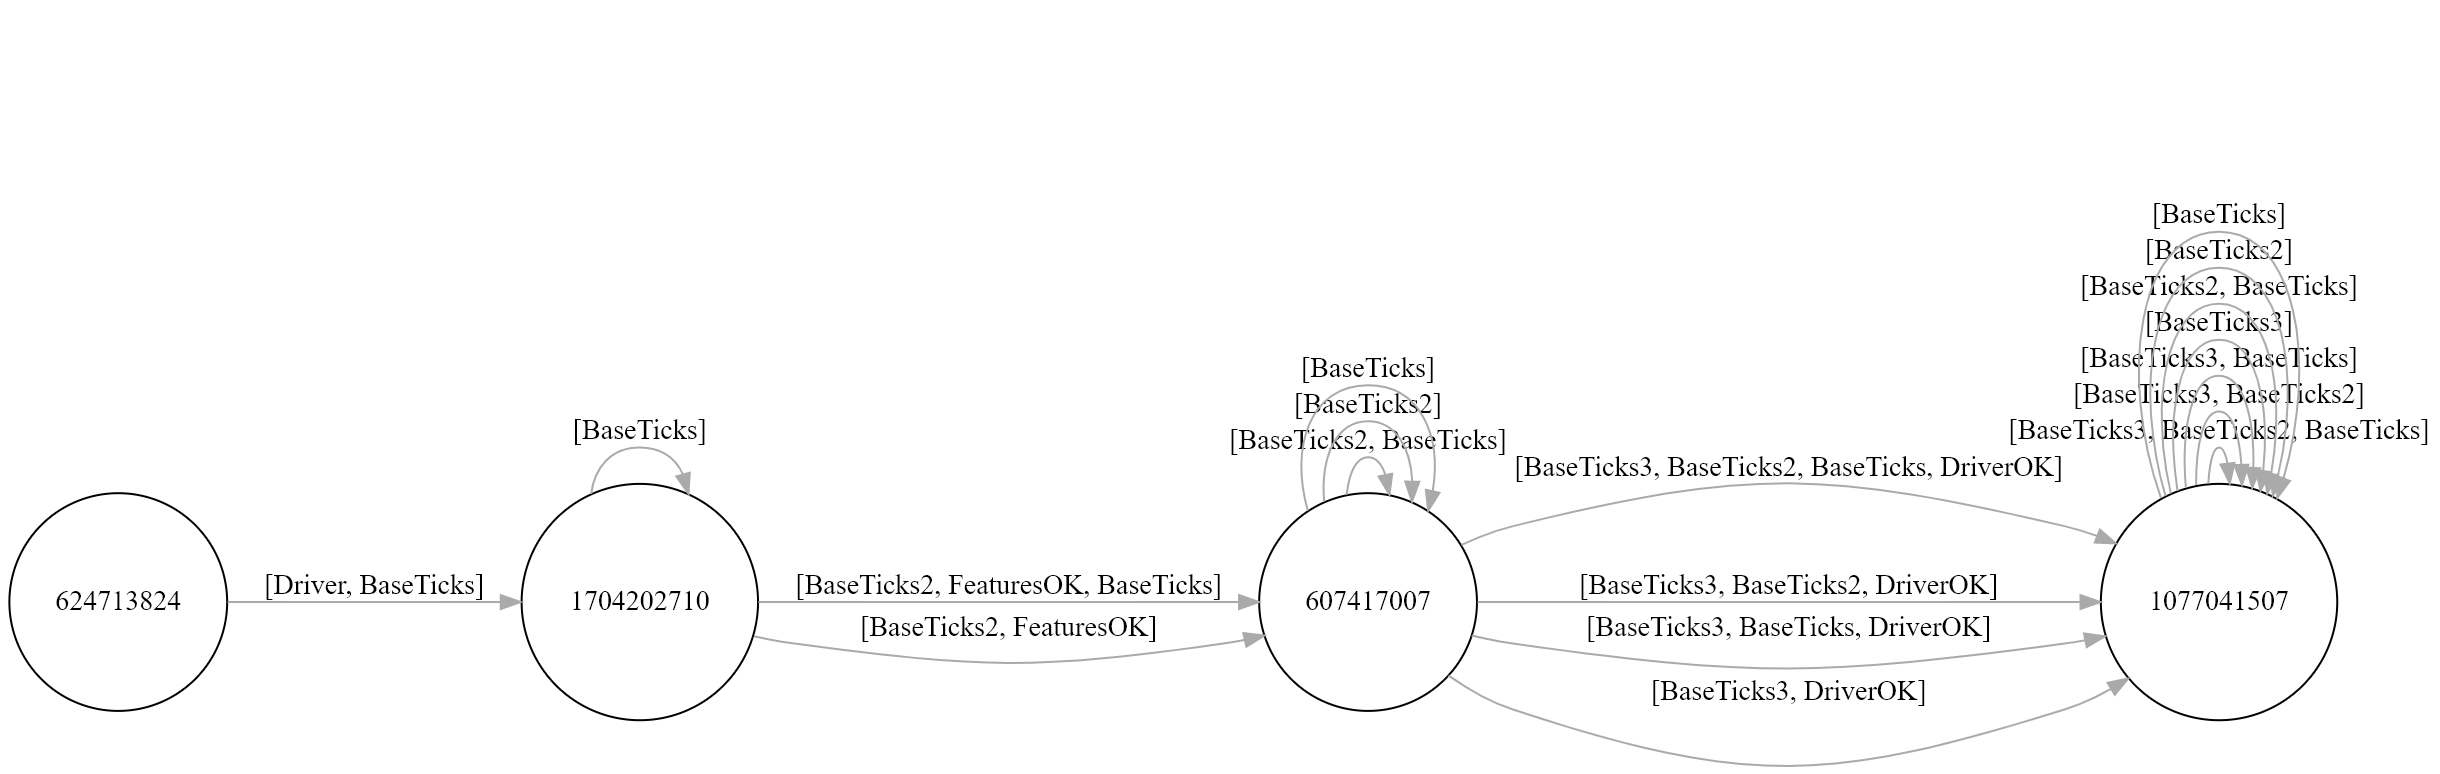 [BaseTicks]
[BaseTicks2]
[BaseTicks2, BaseTicks]
[BaseTicks3]
[BaseTicks3, BaseTicks]
[BaseTicks3, BaseTicks2]
[BaseTicks3, BaseTicks2, BaseTicks]
[BaseTicks]
[BaseTicks2]
[BaseTicks2, BaseTicks]
[BaseTicks]
[BaseTicks3, BaseTicks2, BaseTicks, DriverOK]
624713824
[Driver, BaseTicks]
1704202710
[BaseTicks2, FeaturesOK, BaseTicks]
[BaseTicks2, FeaturesOK]
607417007
[BaseTicks3, BaseTicks2, DriverOK]
[BaseTicks3, BaseTicks, DriverOK]
[BaseTicks3, DriverOK]
1077041507